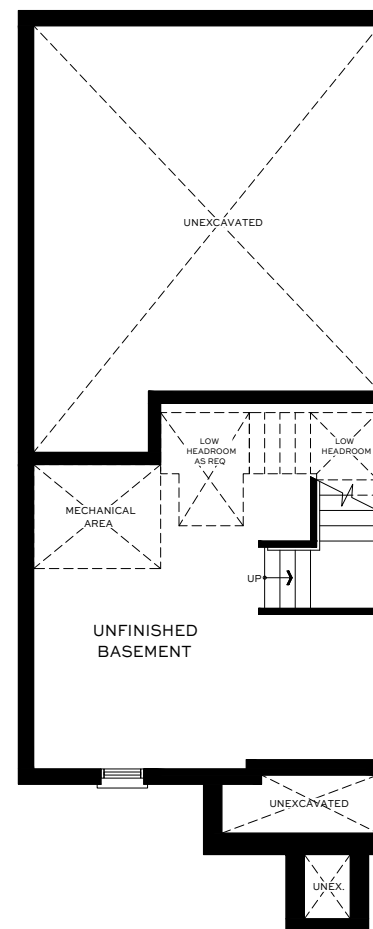 UNEXCAVATED
LOW
HEADROOM
AS REQ
LOW
HEADROOM
MECHANICAL
AREA
UP
UNFINISHED
BASEMENT
UNEXCAVATED
UNEX.